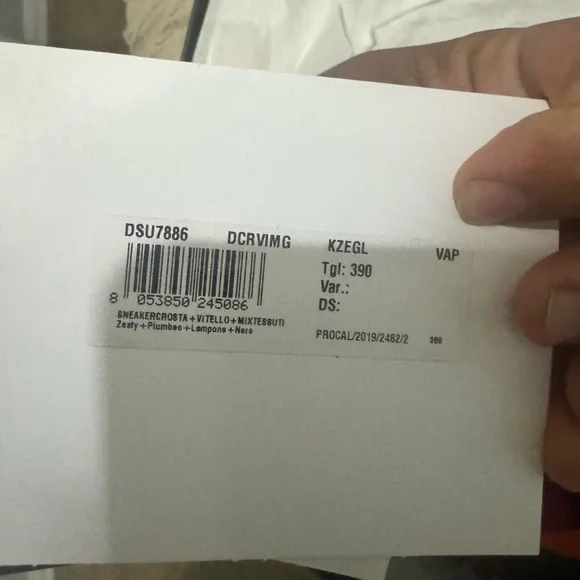 DSU7886 DCRVIMG KZEGL VAP
Tgl: 390
Var.:
DS:
8 053850 245086
SNEAKERCROSTA+VITELLO+MIXTESSUTI
Zesty+Piumbeo+Lampone+Nero
PROCAL/2019/2482/2 390